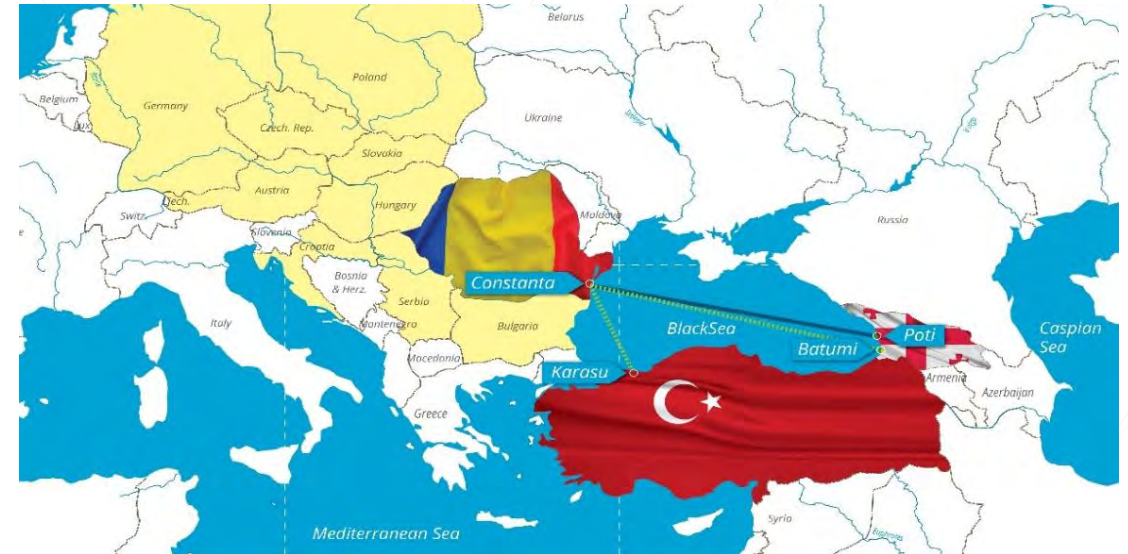 Belarus
Poland
Belgium
Germany
Lux.
Czech. Rep.
Ukraine
Slovakia
Austria
Liech.
Switz.
Hungary
Moldova
Russia
Slovenia
Croatia
Bosnia
& Herz.
Constanta
Serbia
Italy
Montenegro
Bulgaria
BlackSea
Poti
Batumi
Caspian
Sea
Macedonia
Karasu
Armenia
Azerbaijan
Greece
Syria
Mediterranean Sea
Euphrates